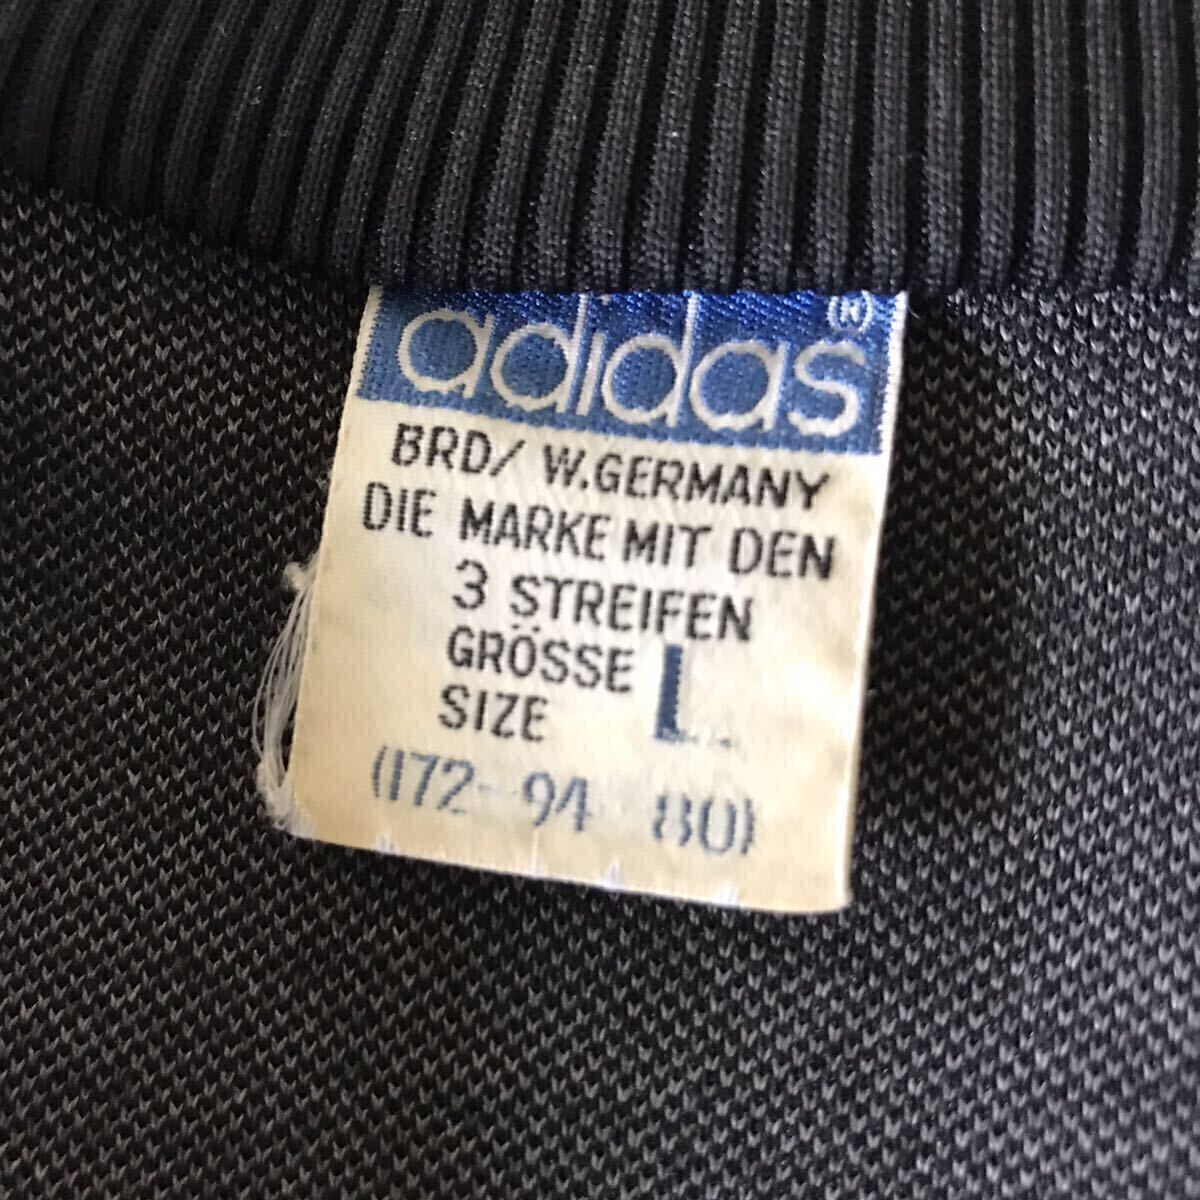 adidas (R)
BRD/ W.GERMANY
DIE MARKE MIT DEN
3 STREIFEN
GRÖSSE L
SIZE
(172-94 80)